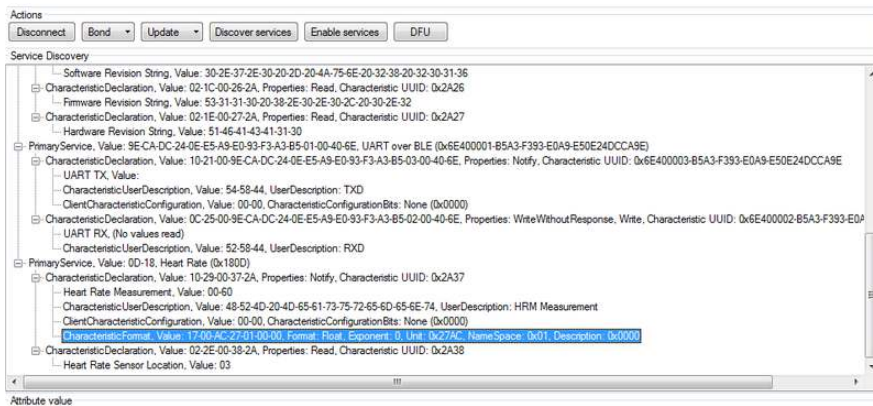 Actions
Disconnect Bond Update Discover services Enable services DFU
Service Discovery
Software Revision String, Value: 30-2E-37-2E-30-20-2D-20-4A-75-6E-20-32-38-20-32-30-31-36
CharacteristicDeclaration, Value: 02-1C-00-26-2A, Properties: Read, Characteristic UUID: 0x2A26
Firmware Revision String, Value: 53-31-31-30-20-38-2E-30-2E-30-2C-20-30-2E-32
CharacteristicDeclaration, Value: 02-1E-00-27-2A, Properties: Read, Characteristic UUID: 0x2A27
Hardware Revision String, Value: 51-46-41-43-41-31-30
PrimaryService, Value: 9E-CA-DC-24-0E-E5-A9-E0-93-F3-A3-B5-01-00-40-6E, UART over BLE (0x6E400001-B5A3-F393-E0A9-E50E24DCCA9E)
CharacteristicDeclaration, Value: 10-21-00-9E-CA-DC-24-0E-E5-A9-E0-93-F3-A3-B5-03-00-40-6E, Properties: Notify, Characteristic UUID: 0x6E400003-B5A3-F393-E0A9-E50E24DCCA9E
UART TX, Value:
CharacteristicUserDescription, Value: 54-58-44, UserDescription: TXD
ClientCharacteristicConfiguration, Value: 00-00, CharacteristicConfigurationBits: None (0x0000)
CharacteristicDeclaration, Value: 0C-25-00-9E-CA-DC-24-0E-E5-A9-E0-93-F3-A3-B5-02-00-40-6E, Properties: WriteWithoutResponse, Write, Characteristic UUID: 0x6E400002-B5A3-F393-E0A
UART RX, (No values read)
CharacteristicUserDescription, Value: 52-58-44, UserDescription: RXD
PrimaryService, Value: 0D-18, Heart Rate (0x180D)
CharacteristicDeclaration, Value: 10-29-00-37-2A, Properties: Notify, Characteristic UUID: 0x2A37
Heart Rate Measurement, Value: 00-60
CharacteristicUserDescription, Value: 48-52-4D-20-4D-65-61-73-75-72-65-6D-65-6E-74, UserDescription: HRM Measurement
ClientCharacteristicConfiguration, Value: 00-00, CharacteristicConfigurationBits: None (0x0000)
CharacteristicFormat, Value: 17-00-AC-27-01-00-00, Format: Float, Exponent: 0, Unit: 0x27AC, NameSpace: 0x01, Description: 0x0000
CharacteristicDeclaration, Value: 02-2E-00-38-2A, Properties: Read, Characteristic UUID: 0x2A38
Heart Rate Sensor Location, Value: 03
Attribute value